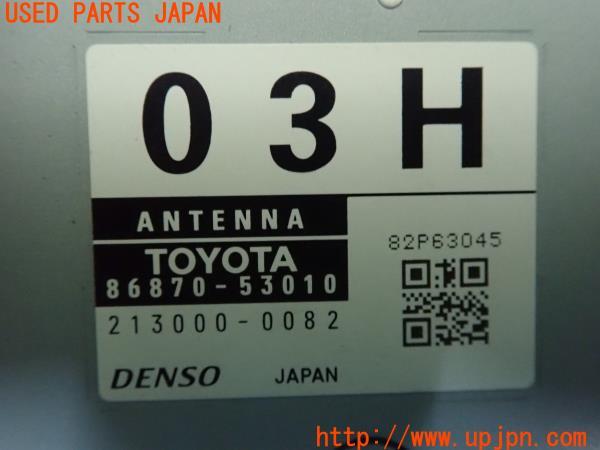 USED PARTS JAPAN
03H
ANTENNA
82P63045
TOYOTA
86870-53010
213000-0082
DENSO JAPAN
http://www.upjpn.com